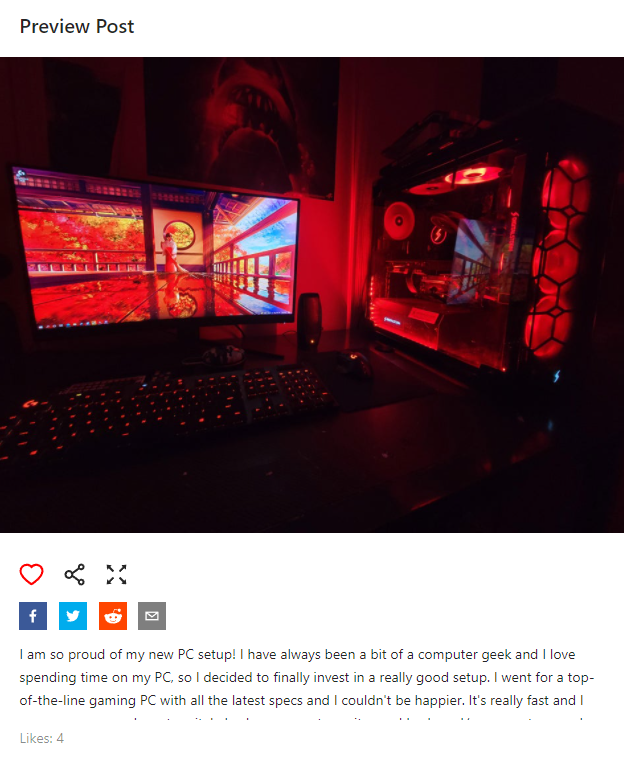 Preview Post
I am so proud of my new PC setup! I have always been a bit of a computer geek and I love
spending time on my PC, so I decided to finally invest in a really good setup. I went for a top-
of-the-line gaming PC with all the latest specs and I couldn't be happier. It's really fast and I
Likes: 4